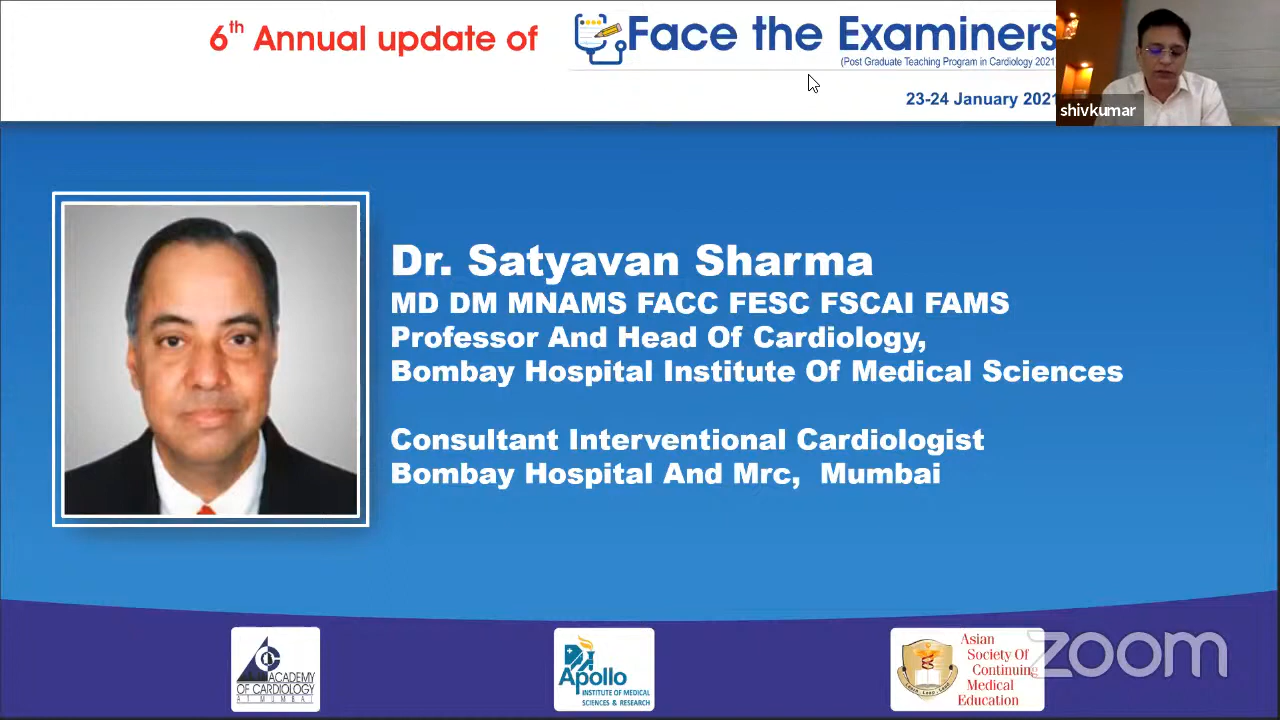 6th Annual update of
Face the Examiners
(Post Graduate Teaching Program in Cardiology 2021
23-24 January 2021
shivkumar
Dr. Satyavan Sharma
MD DM MNAMS FACC FESC FSCAI FAMS
Professor And Head Of Cardiology,
Bombay Hospital Institute Of Medical Sciences
Consultant Interventional Cardiologist
Bombay Hospital And Mrc, Mumbai
ACADEMY
OF CARDIOLOGY
AT MUMBAI
Apollo
INSTITUTE OF MEDICAL
SCIENCES & RESEARCH
Asian
Society Of
Continuing
Medical
Education
zoom